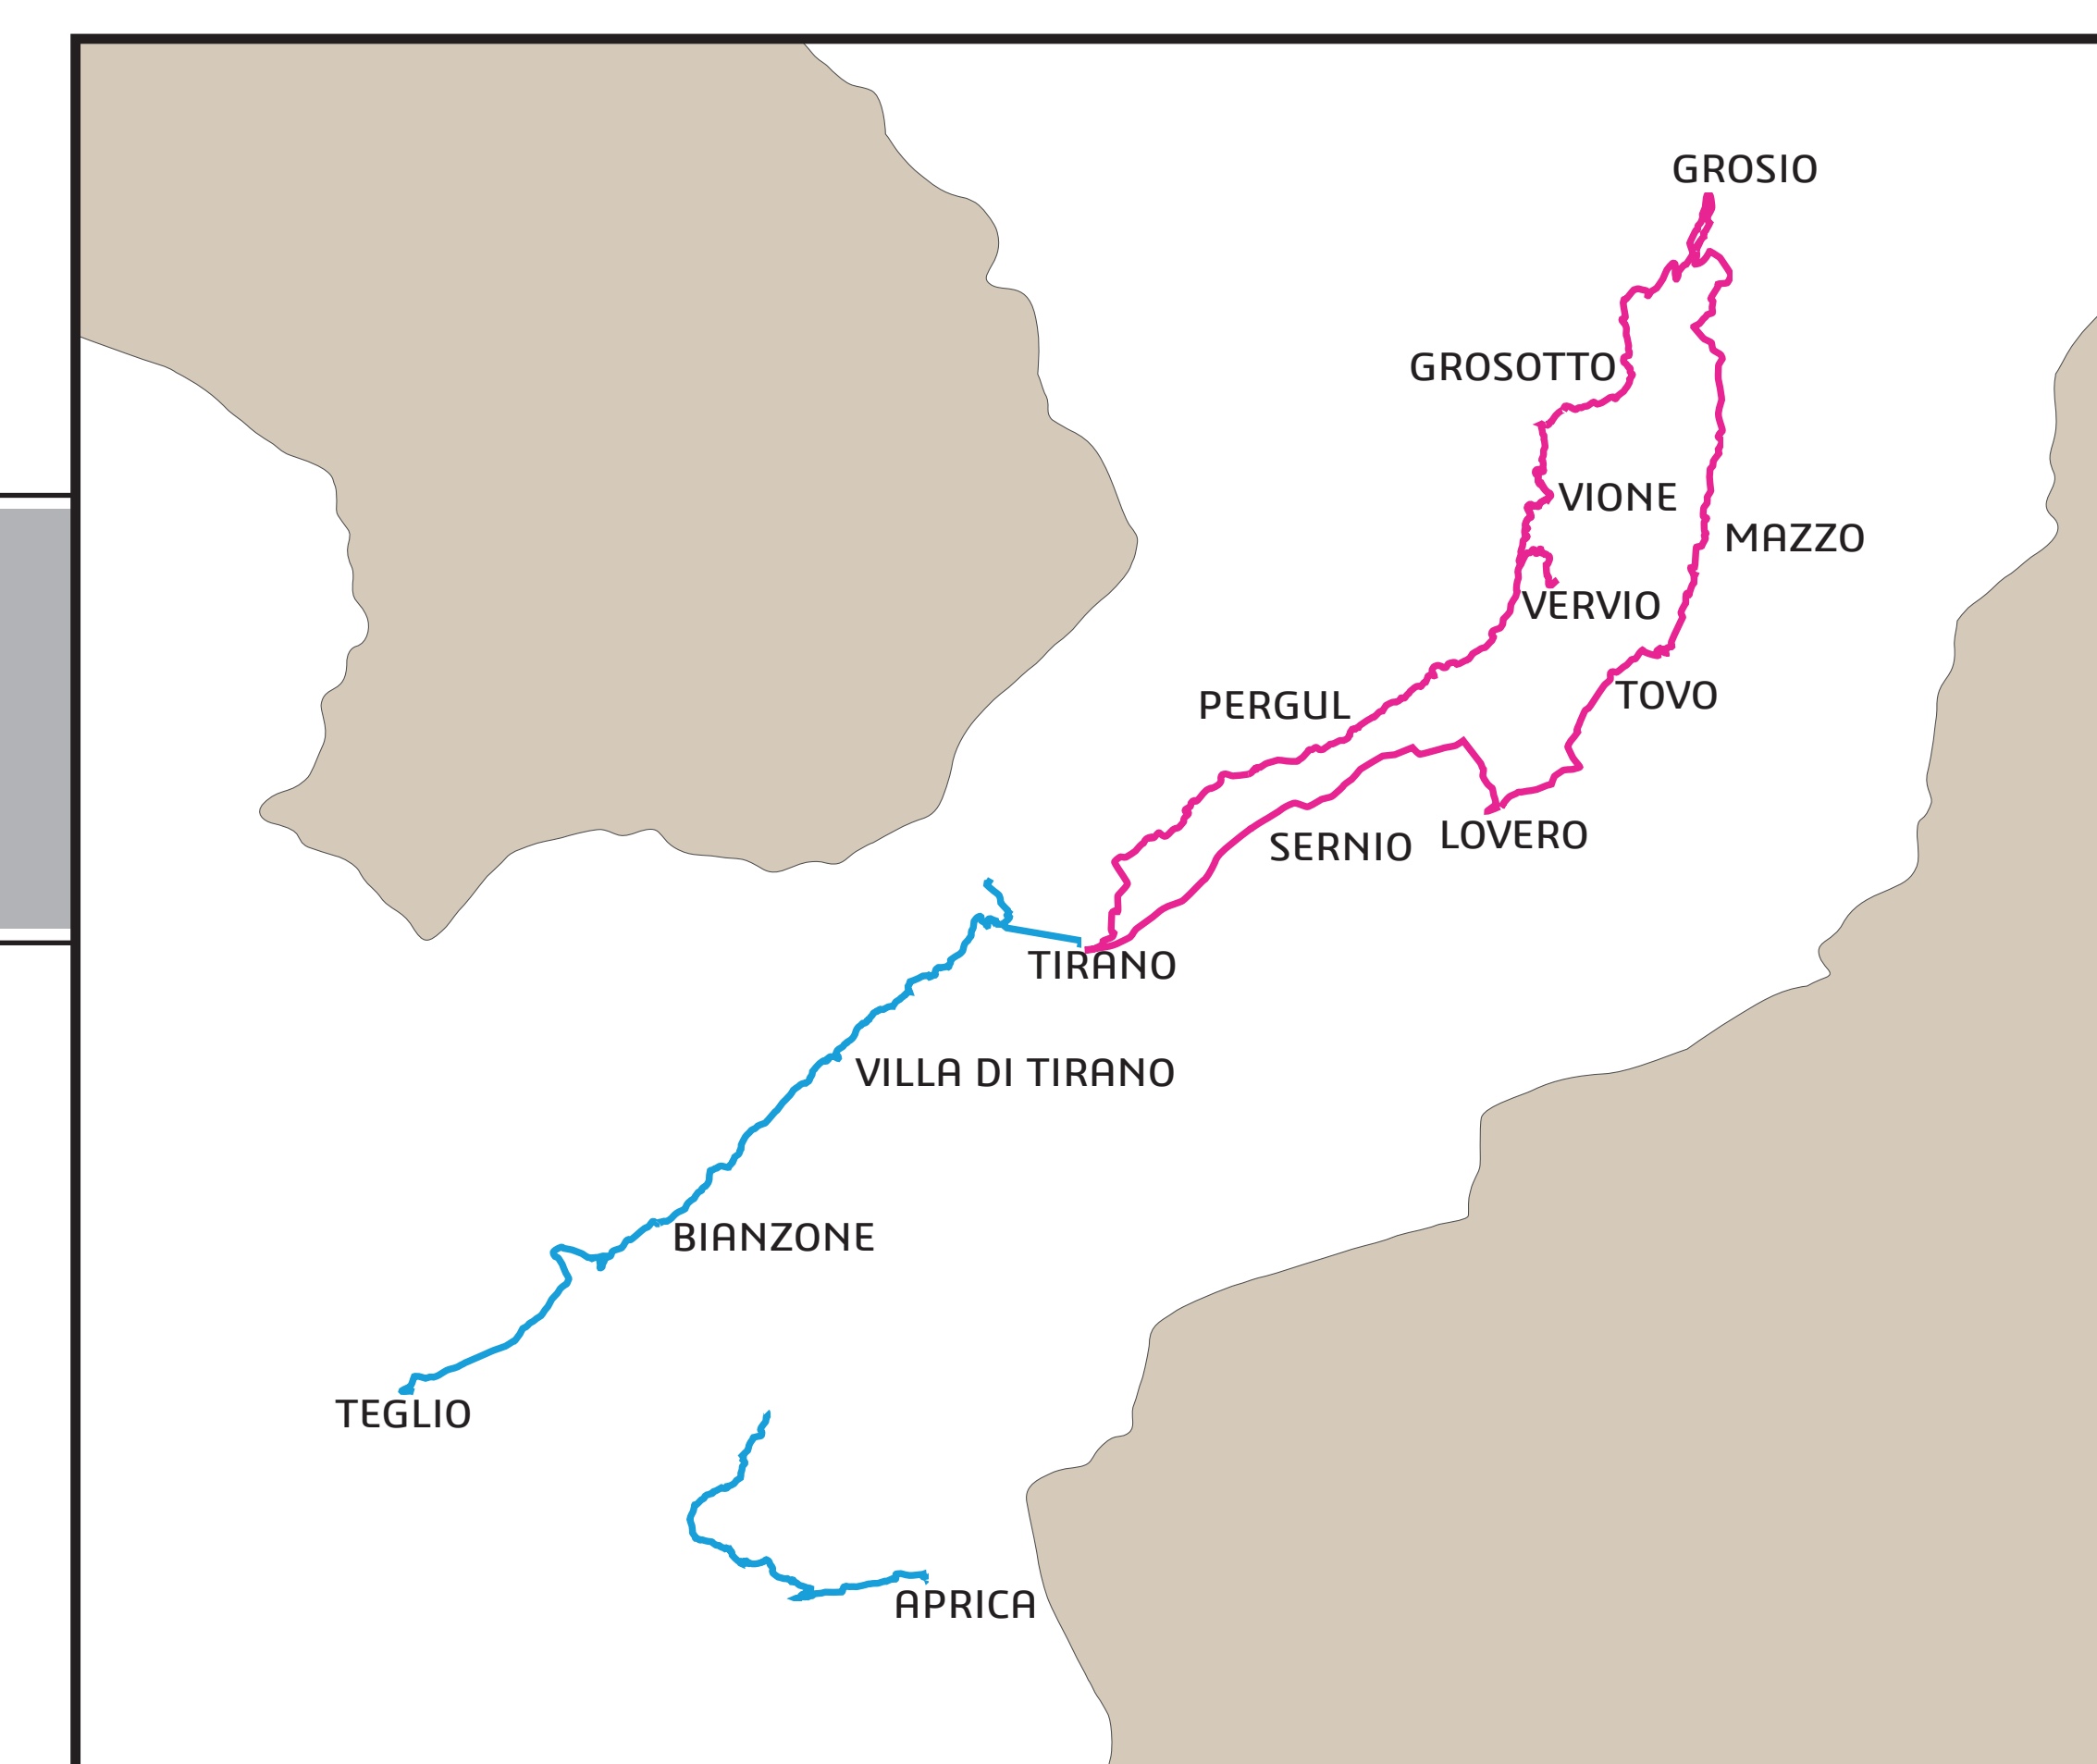 GROSIO
GROSOTTO
VIONE
MAZZO
VERVIO
TOVO
PERGUL
LOVERO
SERNIO
TIRANO
VILLA DI TIRANO
BIANZONE
TEGLIO
APRICA